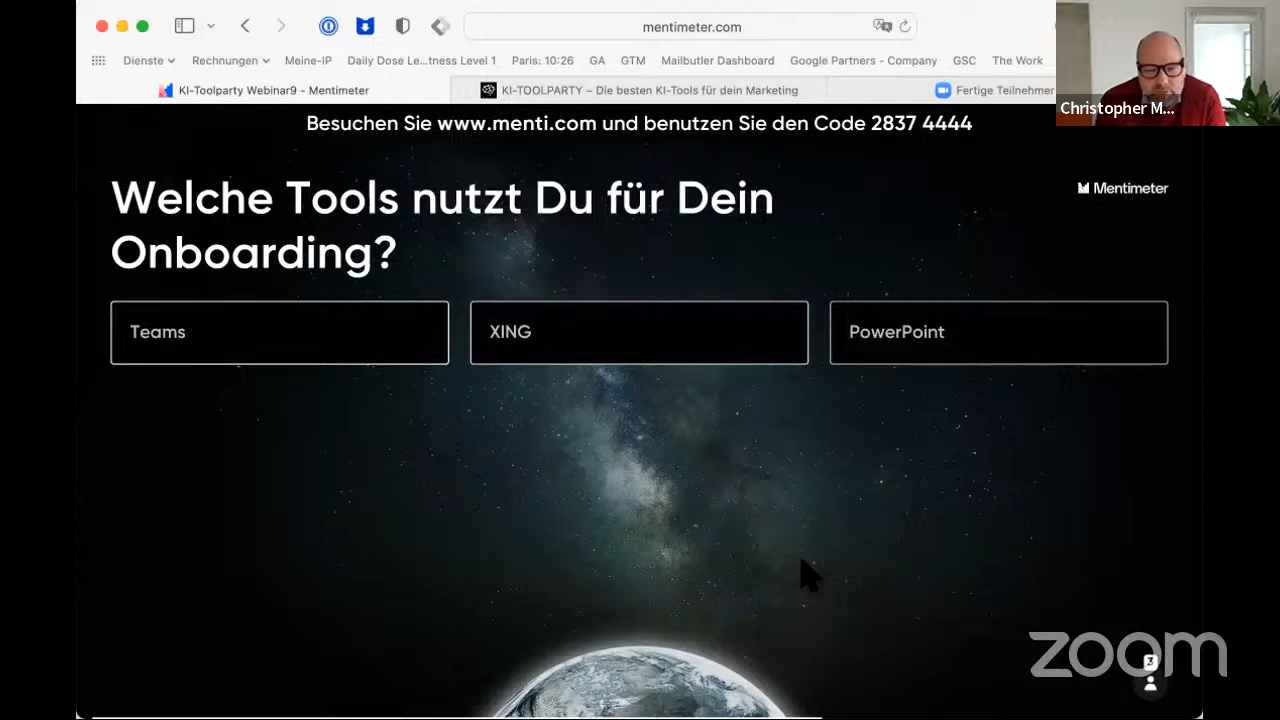 mentimeter.com
Dienste
Rechnungen
Meine-IP
Daily Dose Le...tness Level 1
Paris: 10:26
GA
GTM
Mailbutler Dashboard
Google Partners - Company
GSC
The Work
KI-Toolparty Webinar9 - Mentimeter
KI-TOOLPARTY – Die besten KI-Tools für dein Marketing
Fertige Teilnehmer
Christopher M...
Besuchen Sie www.menti.com und benutzen Sie den Code 2837 4444
Welche Tools nutzt Du für Dein
Onboarding?
Mentimeter
Teams
XING
PowerPoint
zoom
3